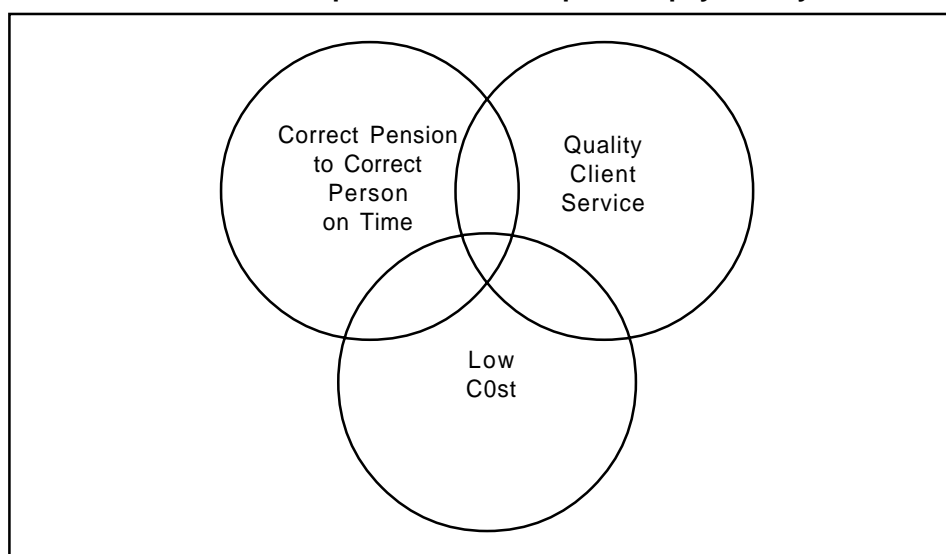 Correct Pension
to Correct
Person
on Time
Quality
Client
Service
Low
C0st